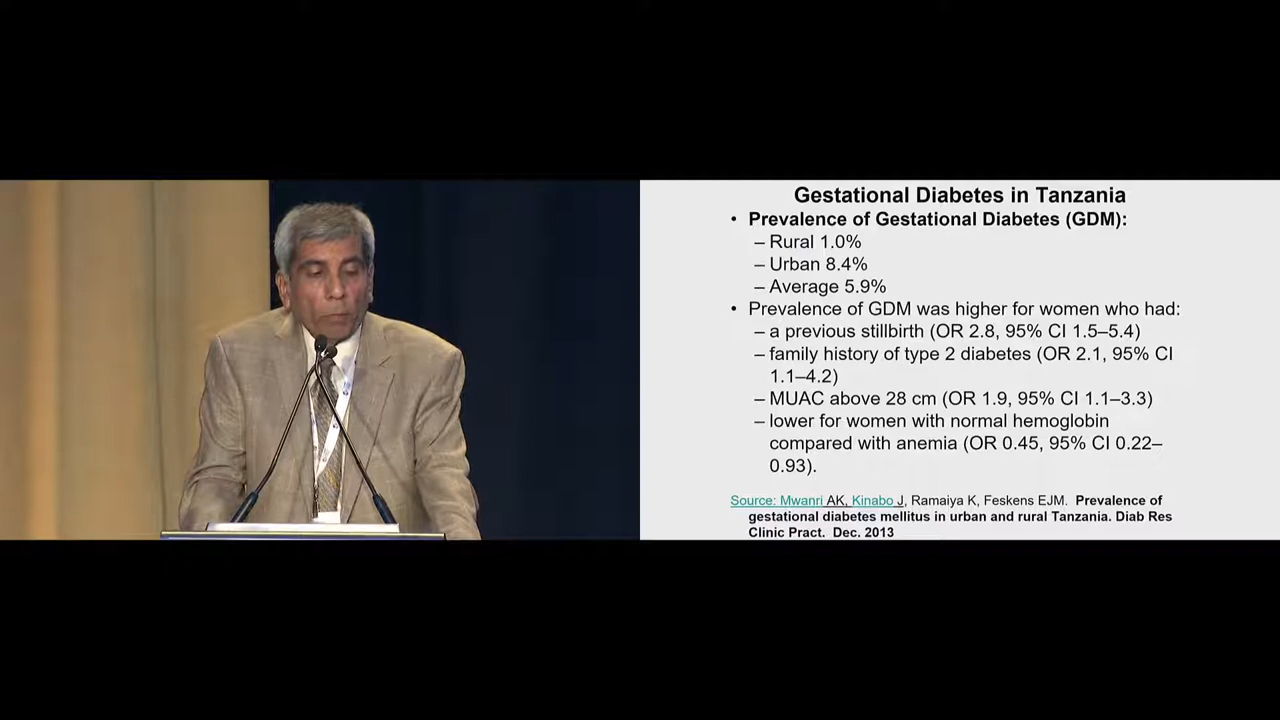 Gestational Diabetes in Tanzania
• Prevalence of Gestational Diabetes (GDM):
– Rural 1.0%
– Urban 8.4%
– Average 5.9%
• Prevalence of GDM was higher for women who had:
– a previous stillbirth (OR 2.8, 95% CI 1.5–5.4)
– family history of type 2 diabetes (OR 2.1, 95% CI
1.1–4.2)
– MUAC above 28 cm (OR 1.9, 95% CI 1.1–3.3)
– lower for women with normal hemoglobin
compared with anemia (OR 0.45, 95% CI 0.22–
0.93).
Source: Mwanri AK, Kinabo J, Ramaiya K, Feskens EJM. Prevalence of
gestational diabetes mellitus in urban and rural Tanzania. Diab Res
Clinic Pract. Dec. 2013